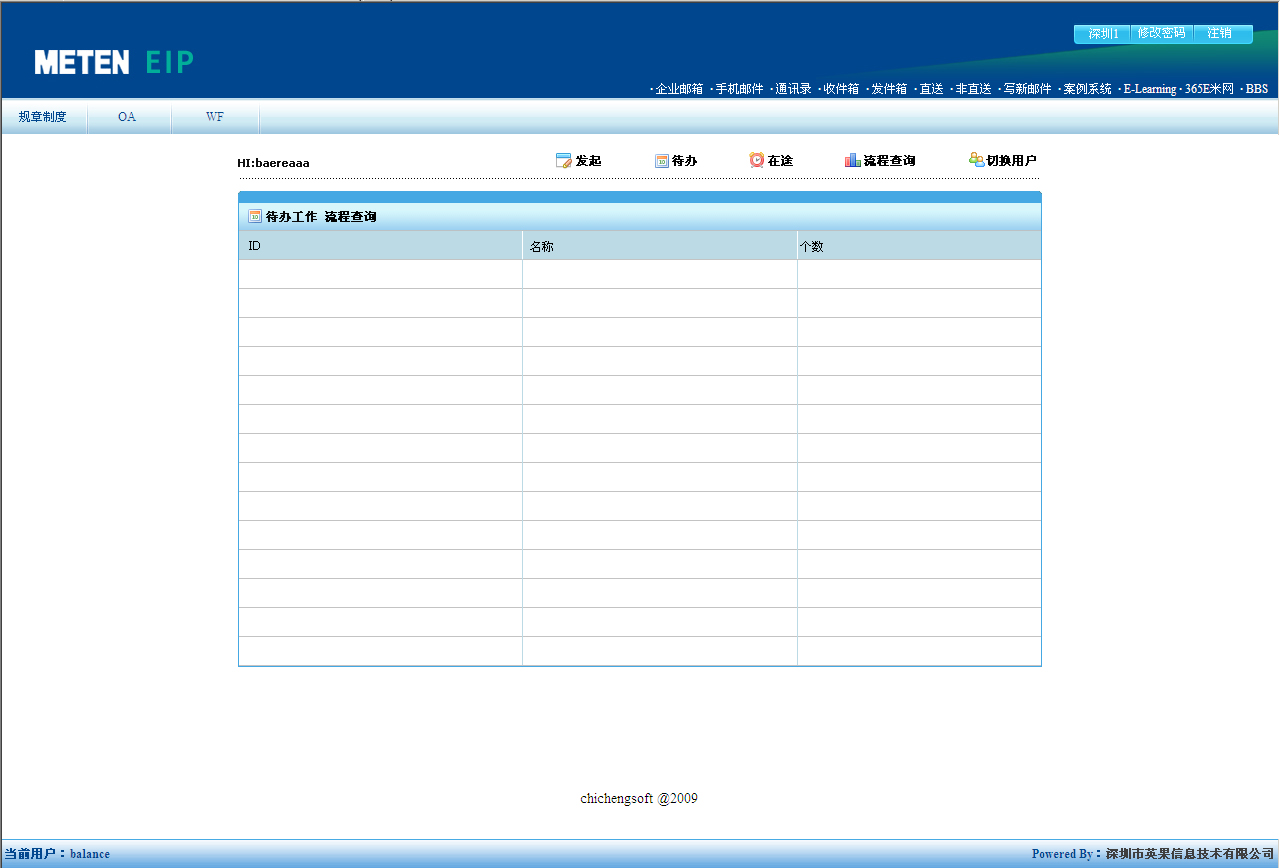 深圳1 修改密码 注销
METEN EIP
·企业邮箱 ·手机邮件 ·通讯录 ·收件箱 ·发件箱 ·直送 ·非直送 ·写新邮件 ·案例系统 ·E-Learning ·365E米网 ·BBS
规章制度 OA WF
HI:baereaaa 发起 待办 在途 流程查询 切换用户
待办工作 流程查询
ID 名称 个数
chichengsoft @2009
当前用户：balance Powered By：深圳市英果信息技术有限公司